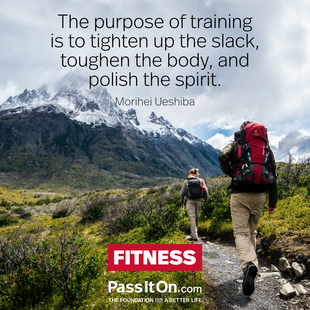 The purpose of training
is to tighten up the slack,
toughen the body, and
polish the spirit.
Morihei Ueshiba
FITNESS
PassItOn.com
THE FOUNDATION FOR A BETTER LIFE